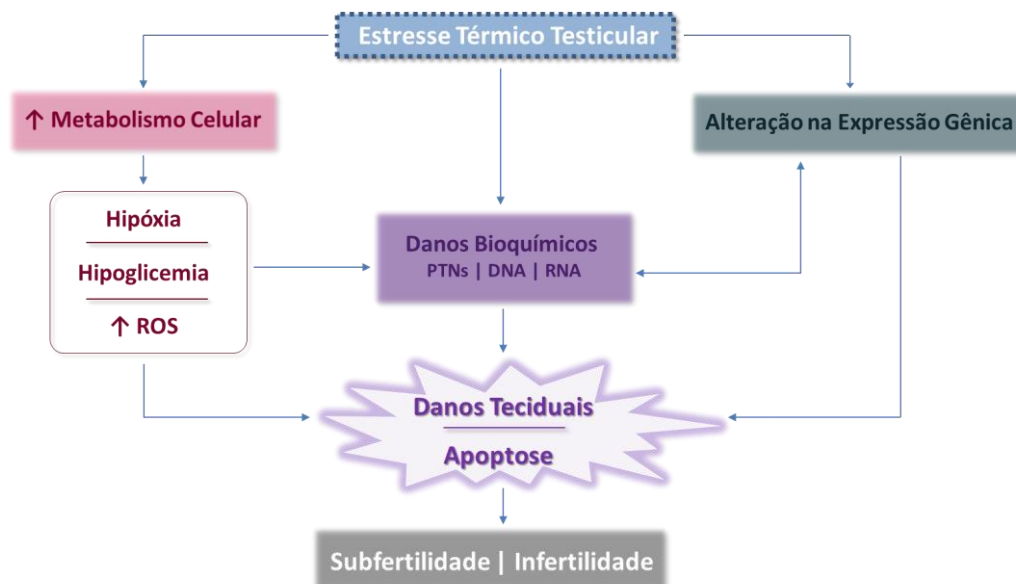 Estresse Térmico Testicular
↑ Metabolismo Celular
Alteração na Expressão Gênica
Hipóxia
Hipoglicemia
↑ ROS
Danos Bioquímicos
PTNs | DNA | RNA
Danos Teciduais
Apoptose
Subfertilidade | Infertilidade